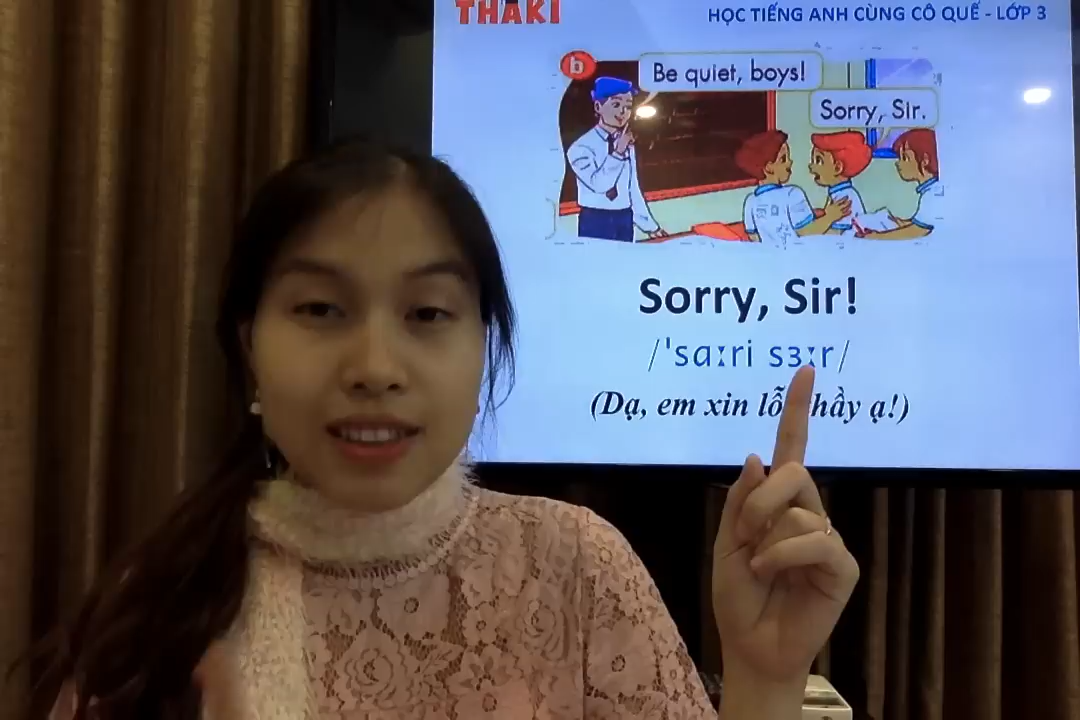 THAKI
HỌC TIẾNG ANH CÙNG CÔ QUẾ - LỚP 3
b
Be quiet, boys!
Sorry, Sir.
Sorry, Sir!
/ˈsɑːri sɜːr/
(Dạ, em xin thầy ạ!)